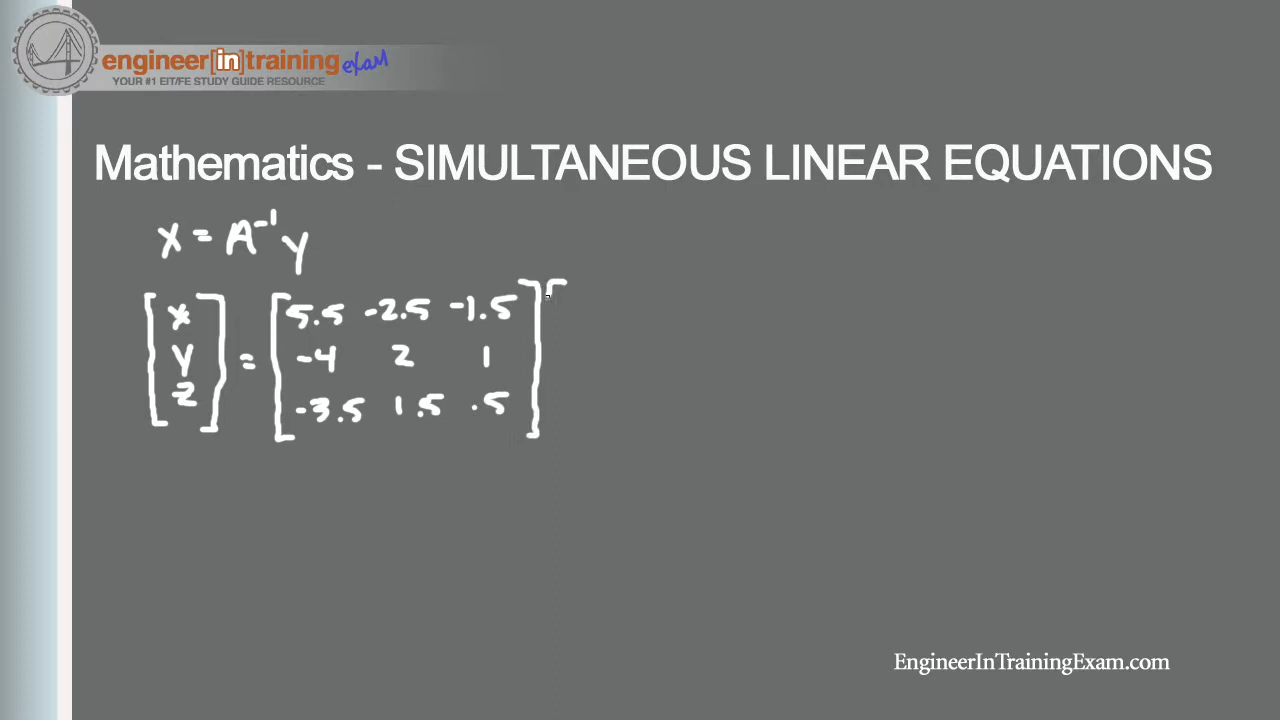 engineer[in]training exam
YOUR #1 EIT/FE STUDY GUIDE RESOURCE
Mathematics - SIMULTANEOUS LINEAR EQUATIONS
X = A⁻¹ Y
[X Y Z] = [5.5 -2.5 -1.5
-4 2 1
-3.5 1.5 .5] [
EngineerInTrainingExam.com